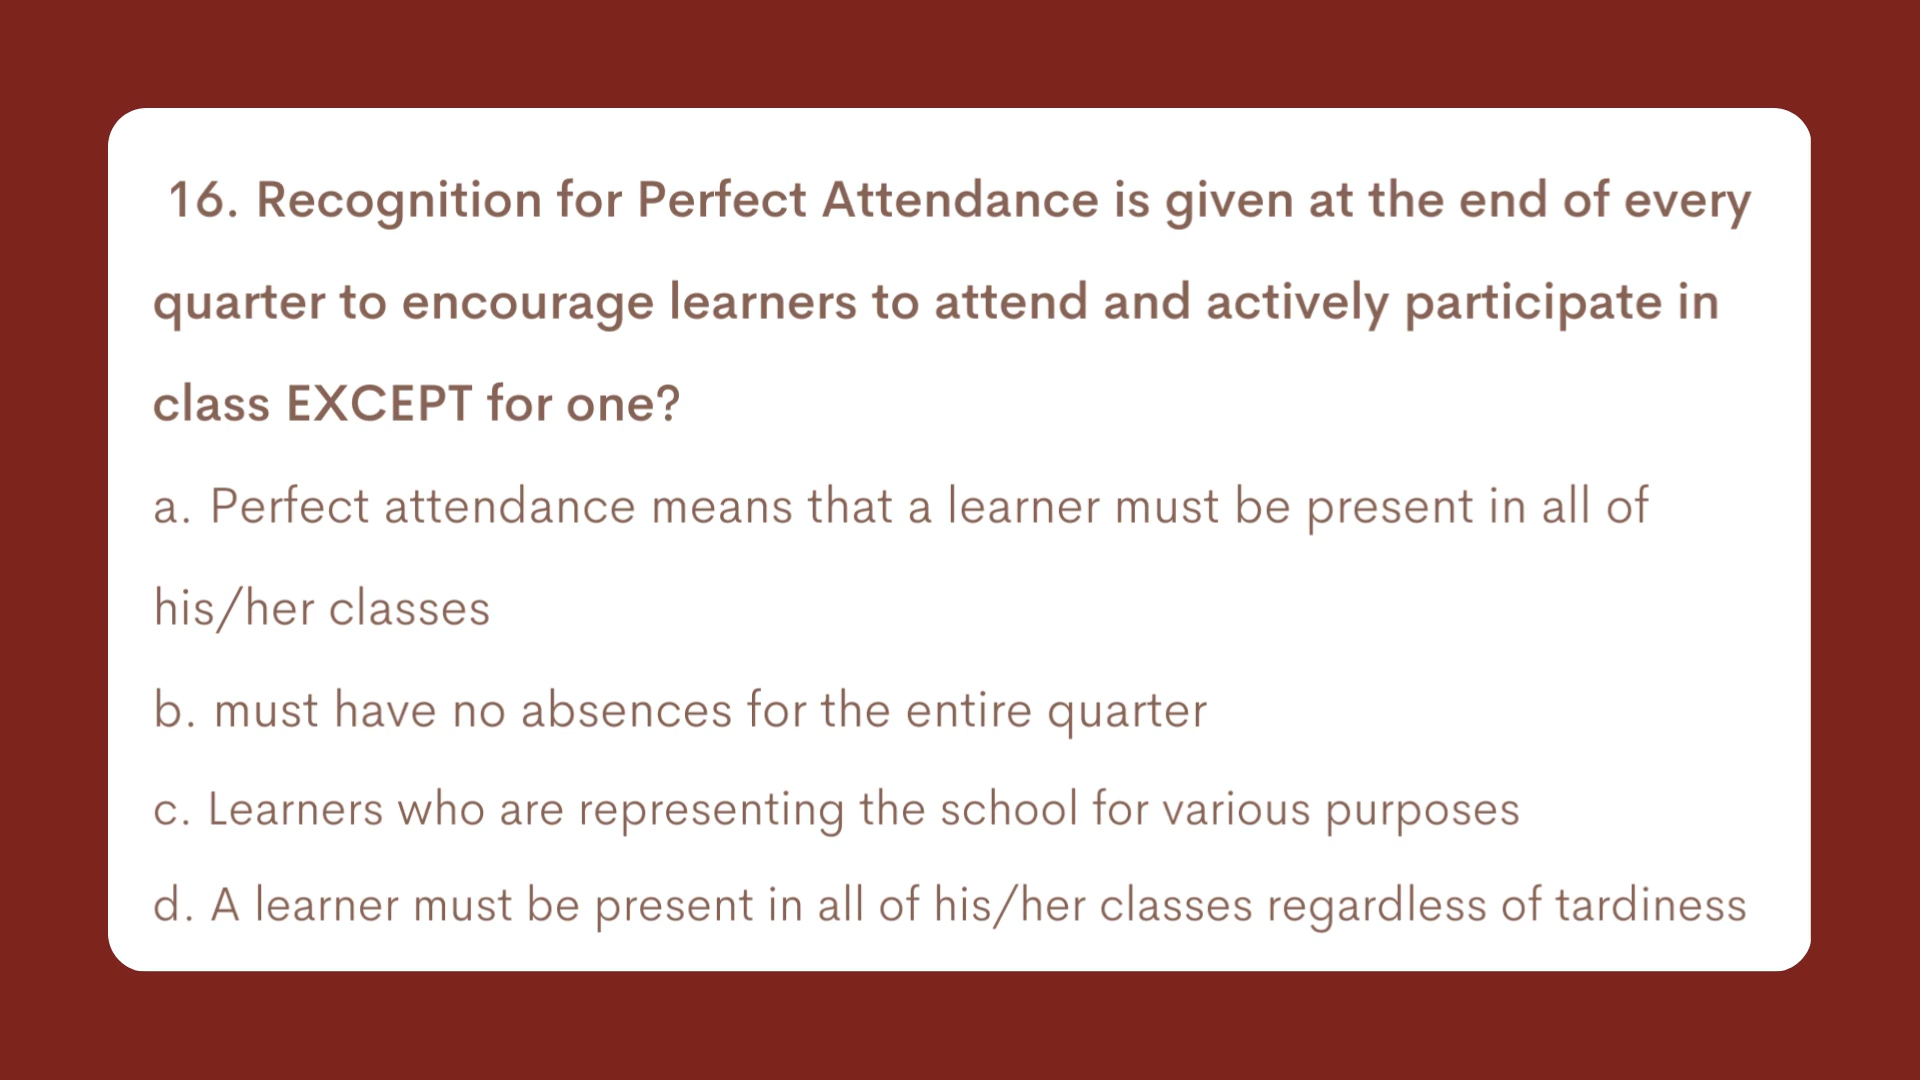 16. Recognition for Perfect Attendance is given at the end of every
quarter to encourage learners to attend and actively participate in
class EXCEPT for one?
a. Perfect attendance means that a learner must be present in all of
his/her classes
b. must have no absences for the entire quarter
c. Learners who are representing the school for various purposes
d. A learner must be present in all of his/her classes regardless of tardiness